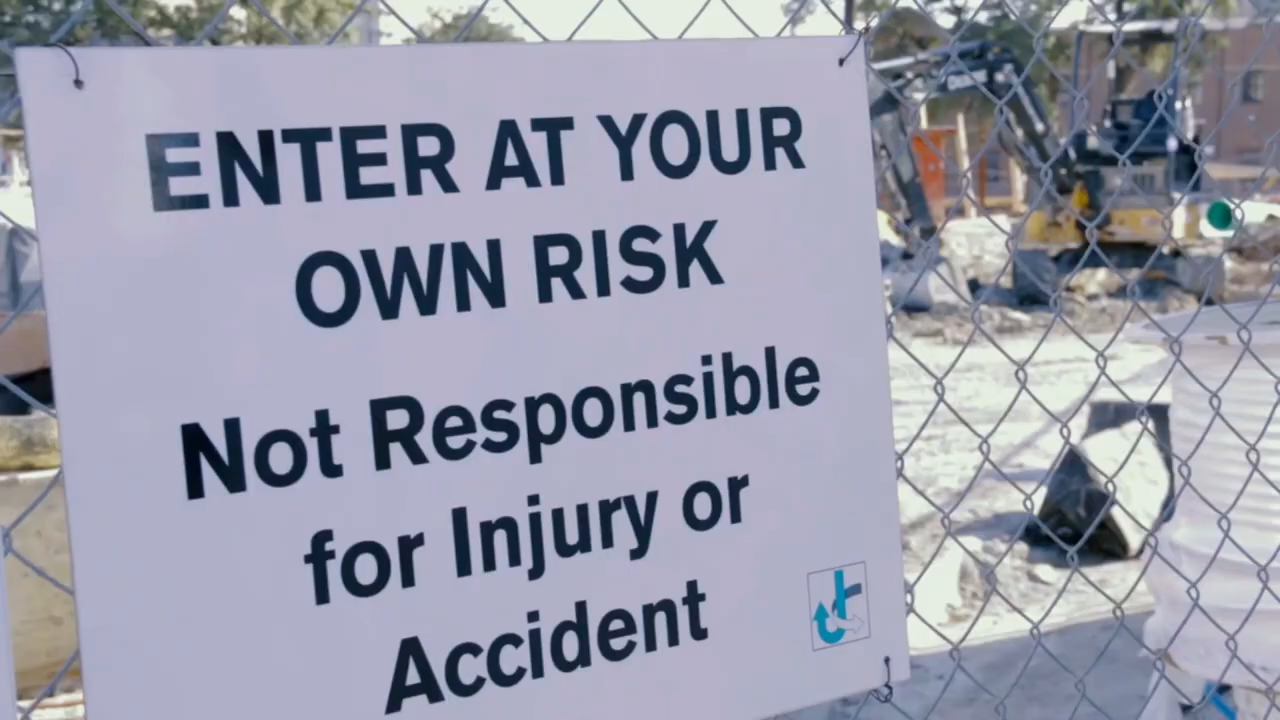 ENTER AT YOUR
OWN RISK
Not Responsible
for Injury or
Accident